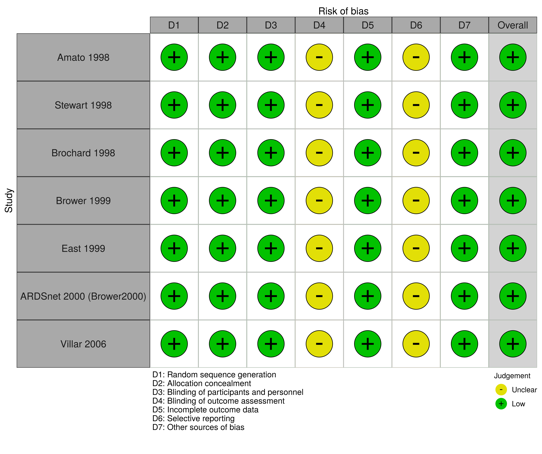 Risk of bias
D1 D2 D3 D4 D5 D6 D7 Overall
Study
Amato 1998 + + + - + - + +
Stewart 1998 + + + - + - + +
Brochard 1998 + + + - + - + +
Brower 1999 + + + - + - + +
East 1999 + + + - + - + +
ARDSnet 2000 (Brower2000) + + + - + - + +
Villar 2006 + + + - + - + +
D1: Random sequence generation
D2: Allocation concealment
D3: Blinding of participants and personnel
D4: Blinding of outcome assessment
D5: Incomplete outcome data
D6: Selective reporting
D7: Other sources of bias
Judgement
- Unclear
+ Low